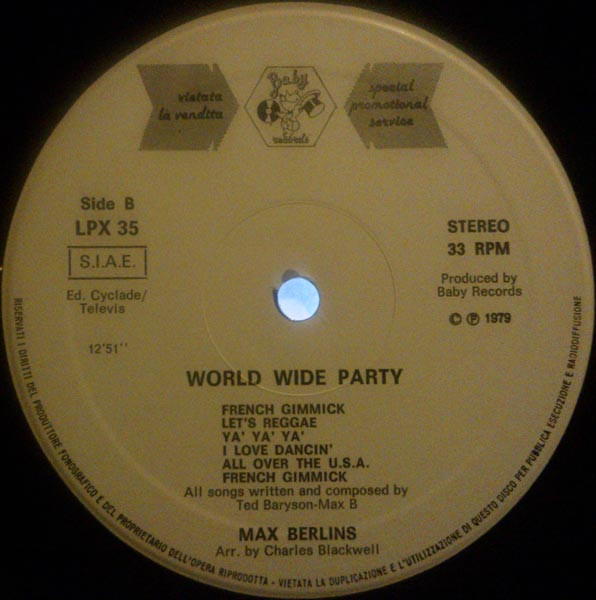 vietata
la vendita
Baby
records
special
promotional
service
Side B
LPX 35
S.I.A.E.
Ed. Cyclade/
Televis
12'51''
STEREO
33 RPM
Produced by
Baby Records
© ℗ 1979
WORLD WIDE PARTY
FRENCH GIMMICK
LET'S REGGAE
YA' YA' YA'
I LOVE DANCIN'
ALL OVER THE U.S.A.
FRENCH GIMMICK
All songs written and composed by
Ted Baryson-Max B
MAX BERLINS
Arr. by Charles Blackwell
RISERVATI I DIRITTI DEL PRODUTTORE FONOGRAFICO E DEL PROPRIETARIO DELL'OPERA RIPRODOTTA - VIETATA LA DUPLICAZIONE E L'UTILIZZAZIONE DI QUESTO DISCO PER PUBBLICA ESECUZIONE E RADIODIFFUSIONE